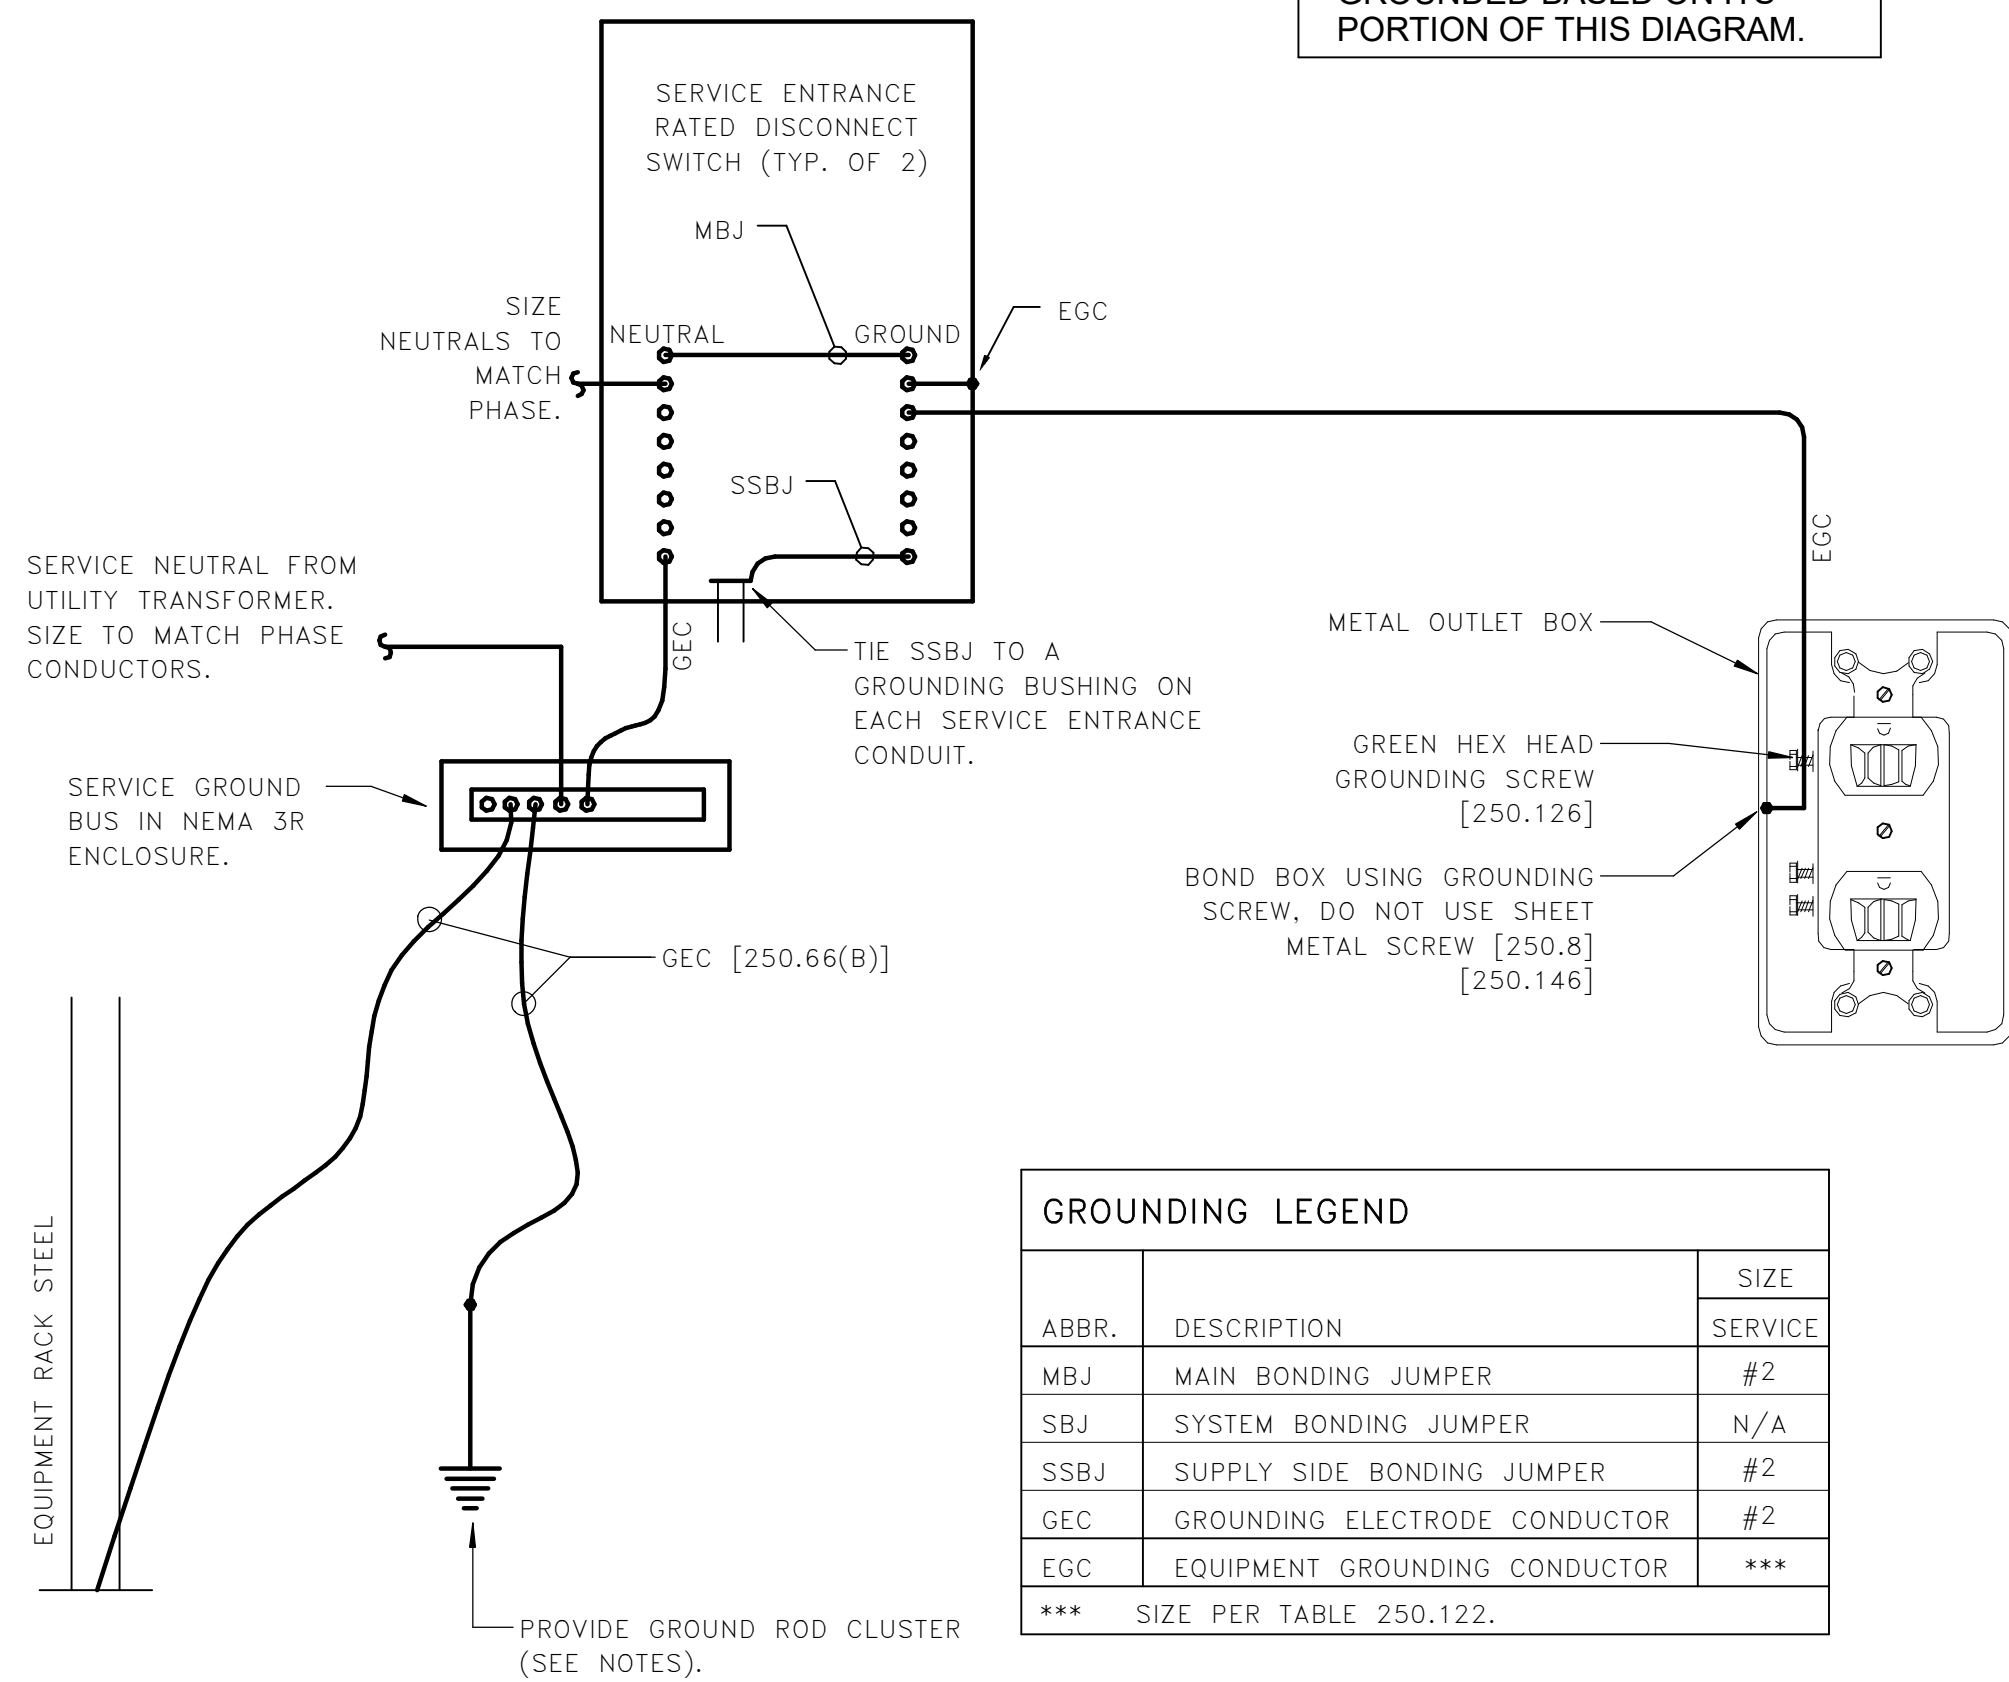 GROUNDED BASED ON ITS
PORTION OF THIS DIAGRAM.
SERVICE ENTRANCE
RATED DISCONNECT
SWITCH (TYP. OF 2)
MBJ
SIZE
NEUTRALS TO
MATCH
PHASE.
NEUTRAL
GROUND
EGC
SSBJ
EGC
SERVICE NEUTRAL FROM
UTILITY TRANSFORMER.
SIZE TO MATCH PHASE
CONDUCTORS.
GEC
TIE SSBJ TO A
GROUNDING BUSHING ON
EACH SERVICE ENTRANCE
CONDUIT.
METAL OUTLET BOX
GREEN HEX HEAD
GROUNDING SCREW
[250.126]
SERVICE GROUND
BUS IN NEMA 3R
ENCLOSURE.
BOND BOX USING GROUNDING
SCREW, DO NOT USE SHEET
METAL SCREW [250.8]
[250.146]
GEC [250.66(B)]
EQUIPMENT RACK STEEL
PROVIDE GROUND ROD CLUSTER
(SEE NOTES).
GROUNDING LEGEND
SIZE
ABBR. DESCRIPTION SERVICE
MBJ MAIN BONDING JUMPER #2
SBJ SYSTEM BONDING JUMPER N/A
SSBJ SUPPLY SIDE BONDING JUMPER #2
GEC GROUNDING ELECTRODE CONDUCTOR #2
EGC EQUIPMENT GROUNDING CONDUCTOR ***
*** SIZE PER TABLE 250.122.